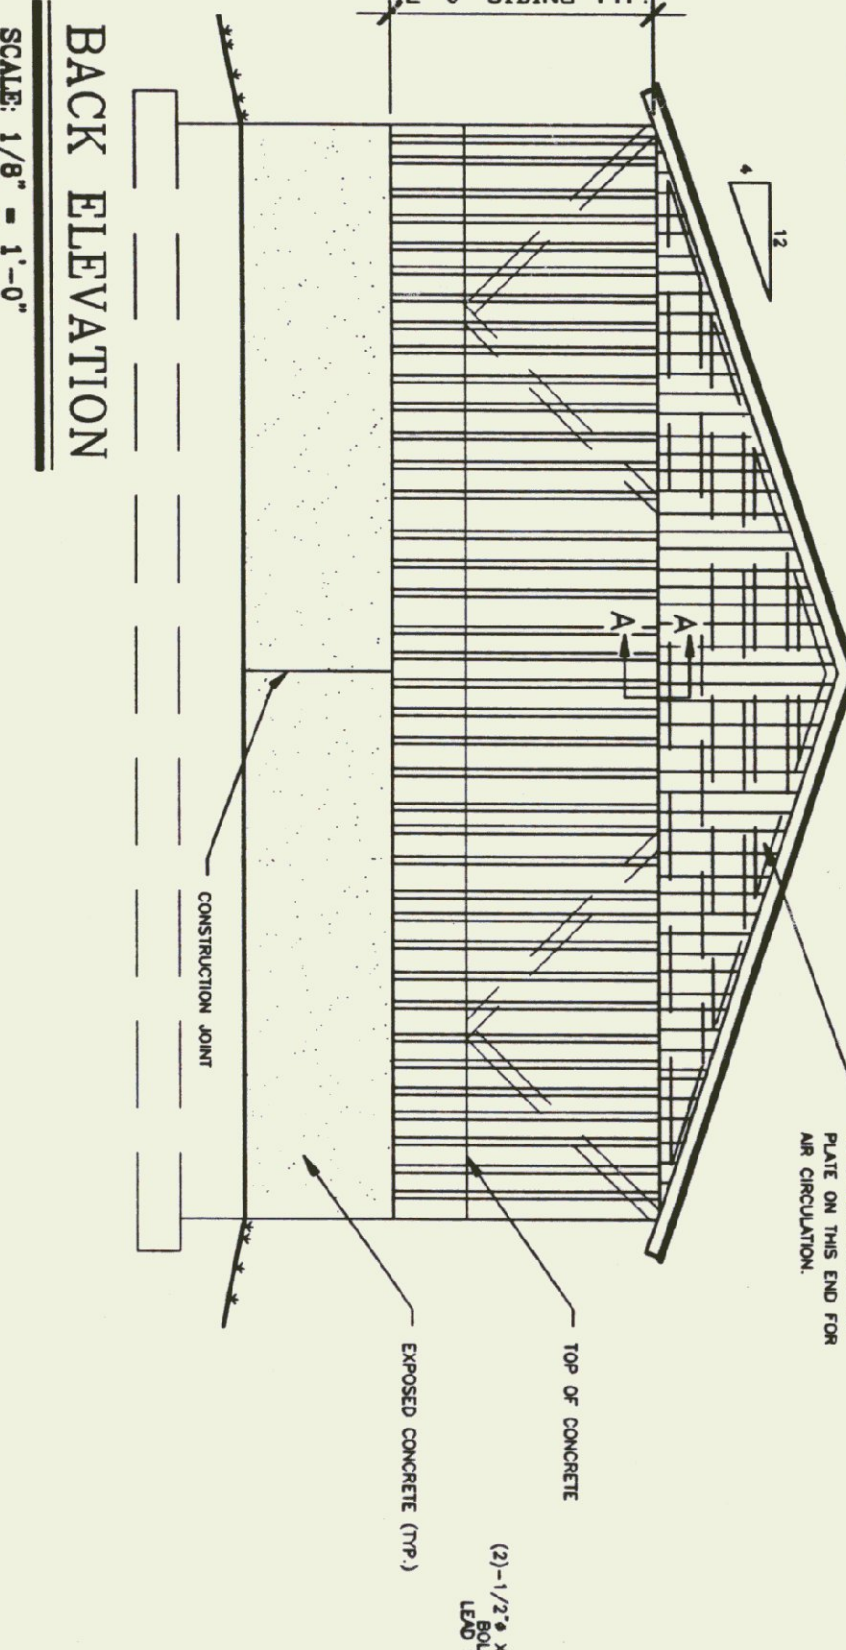 SIDING TYP.
4
12
A
A
PLATE ON THIS END FOR
AIR CIRCULATION.
TOP OF CONCRETE
EXPOSED CONCRETE (TYP.)
CONSTRUCTION JOINT
(2)-1/2"ø X
LEAD
BACK ELEVATION
SCALE: 1/8" = 1'-0"